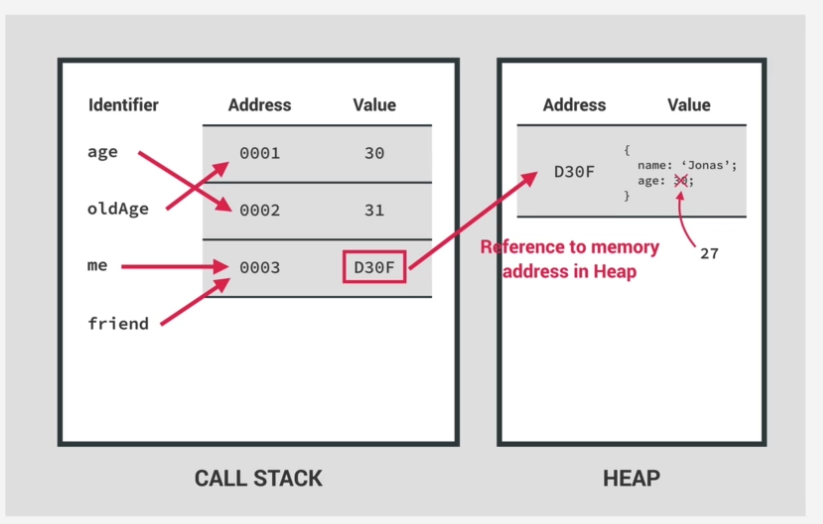 Identifier Address Value
age 0001 30
oldAge 0002 31
me 0003 D30F
friend
CALL STACK
Address Value
D30F
{
name: ‘Jonas’;
age: 30;
}
27
Reference to memory
address in Heap
HEAP